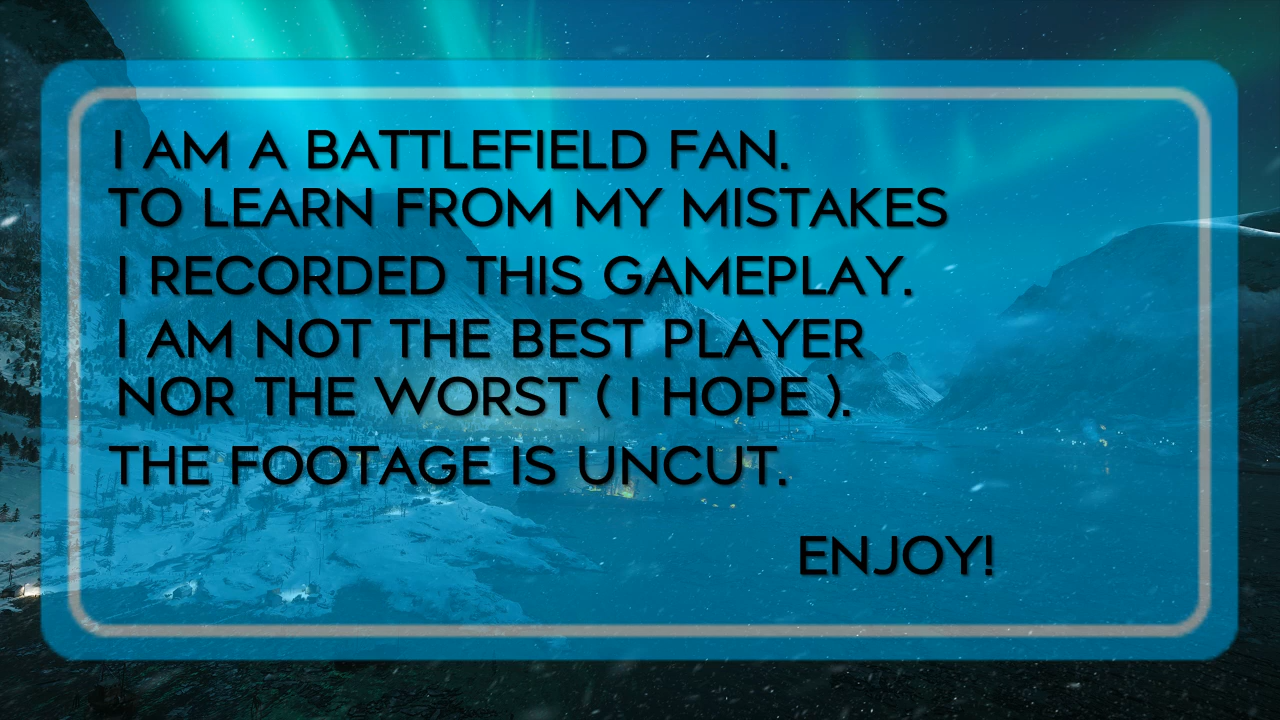 I AM A BATTLEFIELD FAN.
TO LEARN FROM MY MISTAKES
I RECORDED THIS GAMEPLAY.
I AM NOT THE BEST PLAYER
NOR THE WORST ( I HOPE ).
THE FOOTAGE IS UNCUT.
ENJOY!